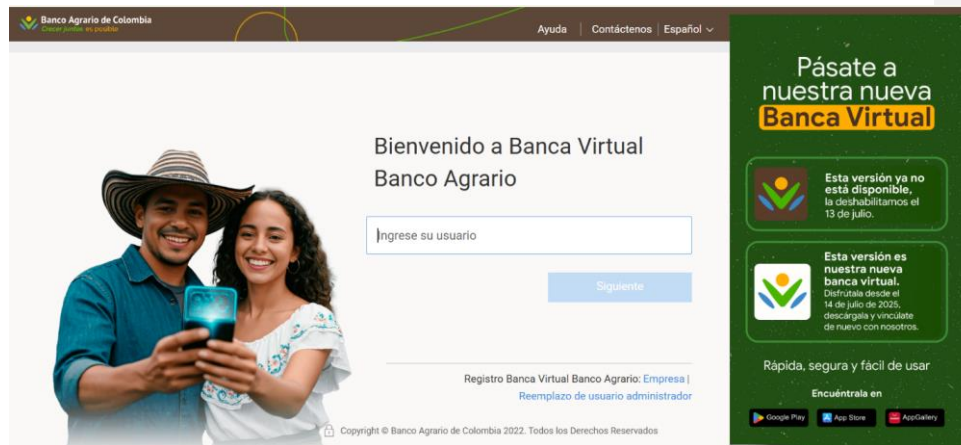 Banco Agrario de Colombia
Crecer juntos es posible
Ayuda | Contáctenos | Español
Bienvenido a Banca Virtual
Banco Agrario
Ingrese su usuario
Siguiente
Registro Banca Virtual Banco Agrario: Empresa |
Reemplazo de usuario administrador
Copyright © Banco Agrario de Colombia 2022. Todos los Derechos Reservados
Pásate a
nuestra nueva
Banca Virtual
Esta versión ya no
está disponible,
la deshabilitamos el
13 de julio.
Esta versión es
nuestra nueva
banca virtual.
Disfrútala desde el
14 de julio de 2025,
descárgala y vincúlate
de nuevo con nosotros.
Rápida, segura y fácil de usar
Encuéntrala en
Google Play
App Store
AppGallery